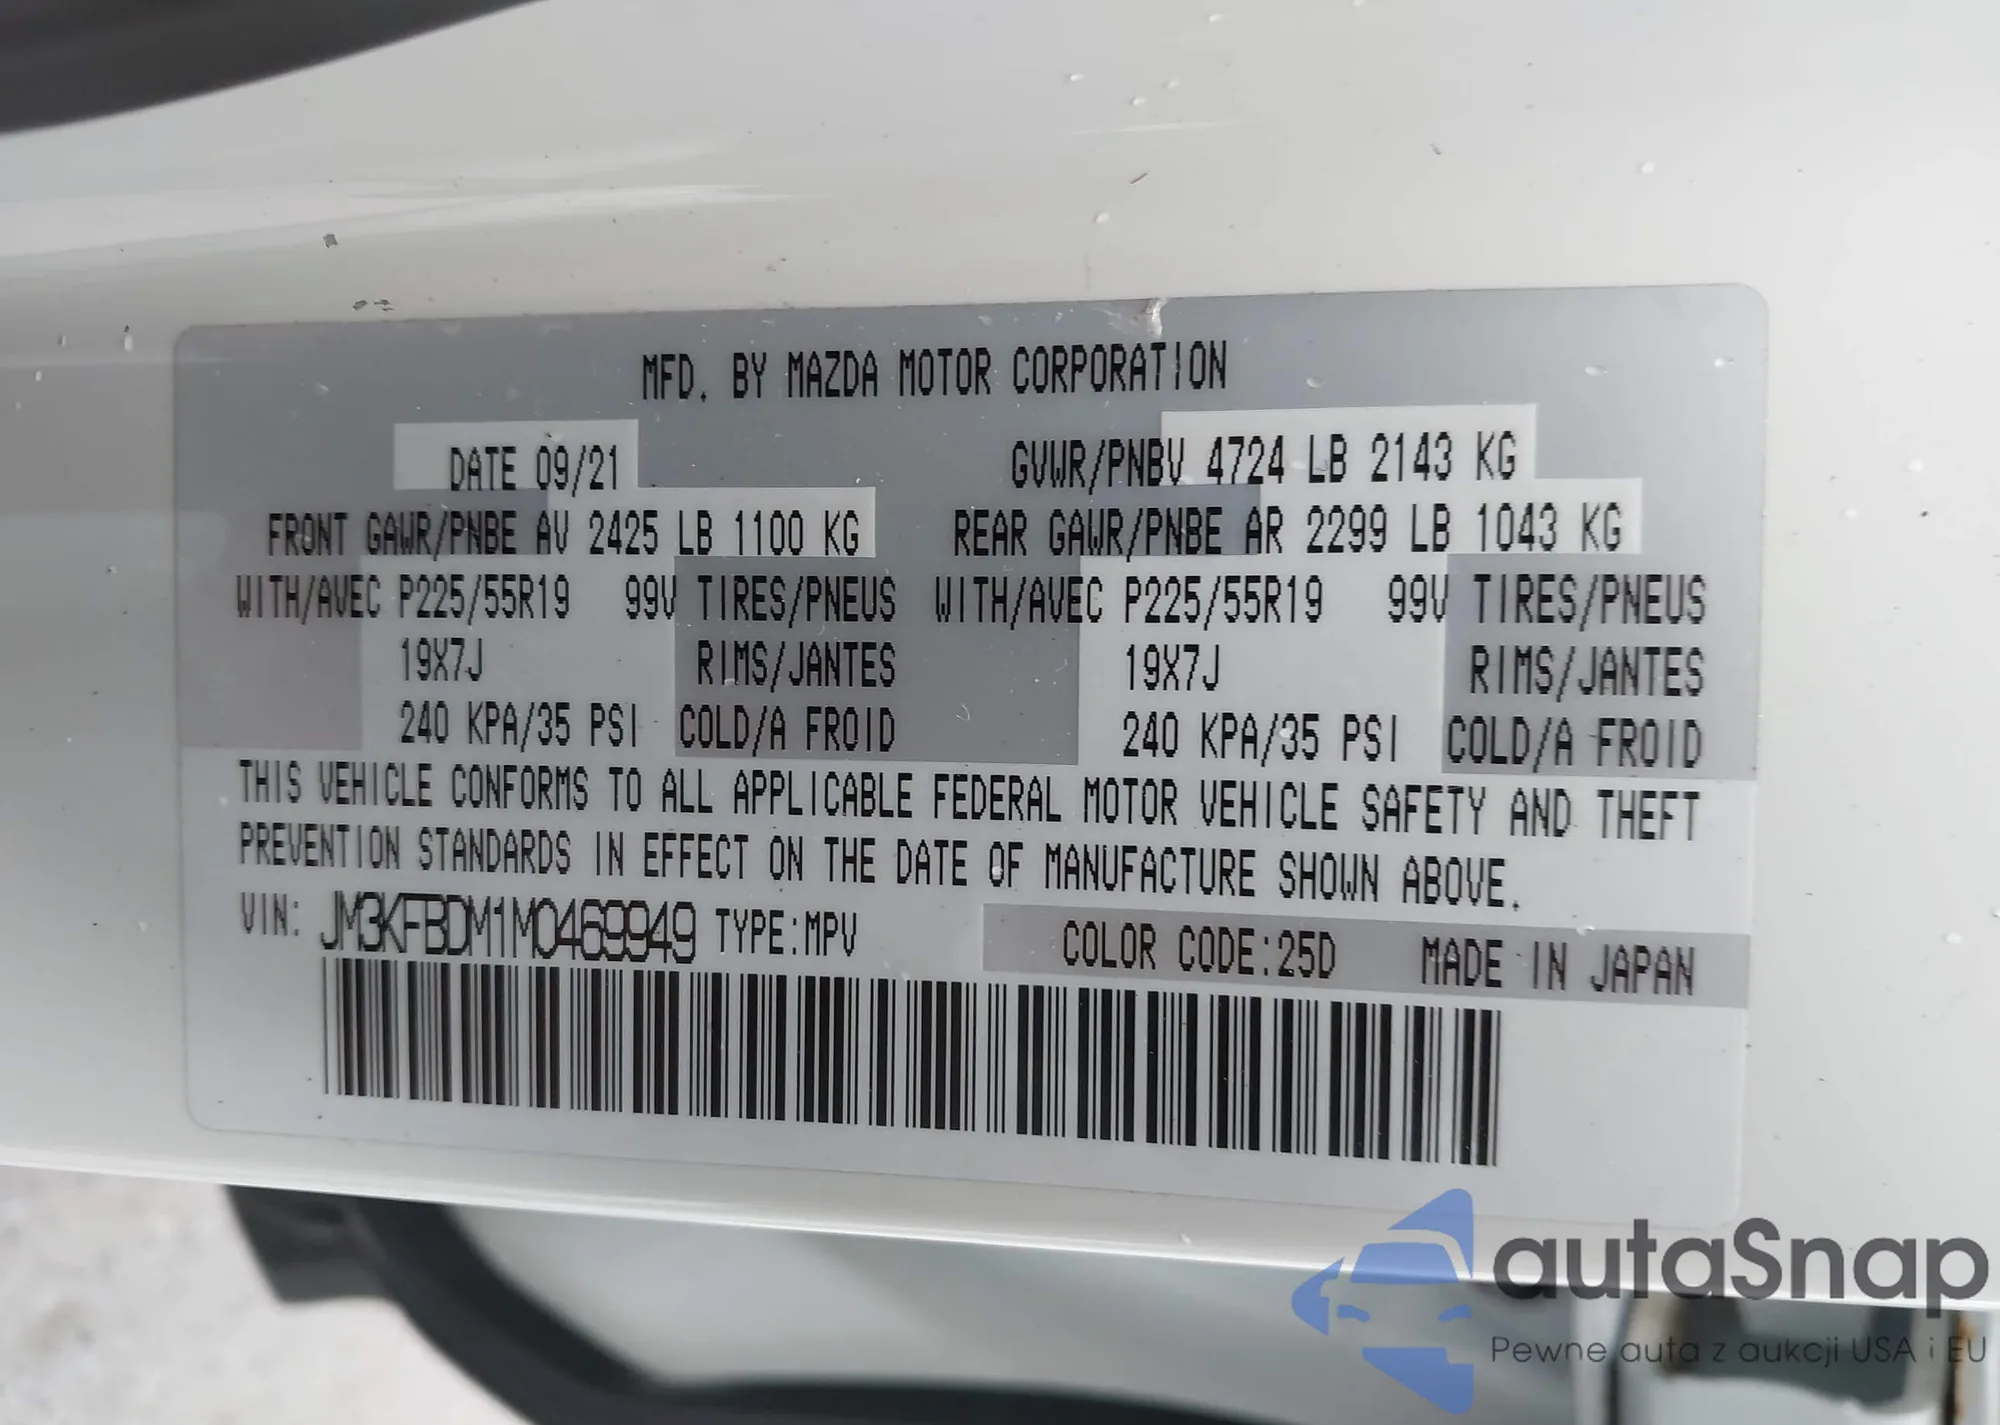 MFD. BY MAZDA MOTOR CORPORATION
DATE 09/21 GVWR/PNBV 4724 LB 2143 KG
FRONT GAWR/PNBE AV 2425 LB 1100 KG REAR GAWR/PNBE AR 2299 LB 1043 KG
WITH/AVEC P225/55R19 99V TIRES/PNEUS WITH/AVEC P225/55R19 99V TIRES/PNEUS
19X7J RIMS/JANTES 19X7J RIMS/JANTES
240 KPA/35 PSI COLD/A FROID 240 KPA/35 PSI COLD/A FROID
THIS VEHICLE CONFORMS TO ALL APPLICABLE FEDERAL MOTOR VEHICLE SAFETY AND THEFT
PREVENTION STANDARDS IN EFFECT ON THE DATE OF MANUFACTURE SHOWN ABOVE.
VIN: JM3KFBDM1M0469949 TYPE:MPV COLOR CODE:25D MADE IN JAPAN
autaSnap
Pewne auta z aukcji USA i EU